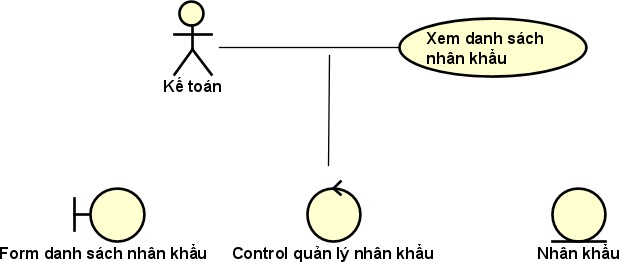 Xem danh sách
nhân khẩu
Kế toán
Form danh sách nhân khẩu
Control quản lý nhân khẩu
Nhân khẩu